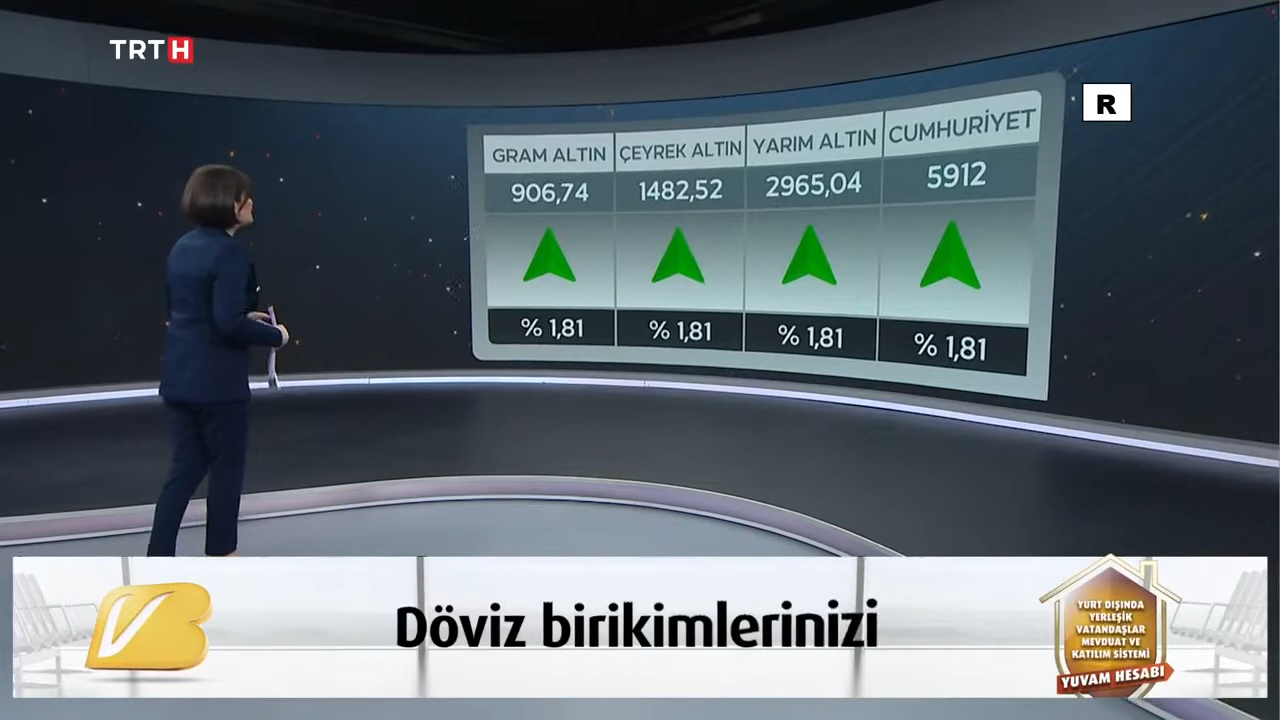 TRT H
R
GRAM ALTIN ÇEYREK ALTIN YARIM ALTIN CUMHURİYET
906,74 1482,52 2965,04 5912
% 1,81 % 1,81 % 1,81 % 1,81
VB
Döviz birikimlerinizi
YURT DIŞINDA
YERLEŞİK
VATANDAŞLAR
MEVDUAT VE
KATILIM SİSTEMİ
YUVAM HESABI